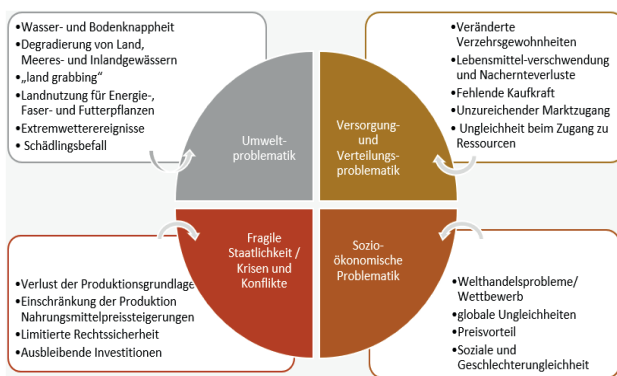 •Wasser- und Bodenknappheit
•Degradierung von Land,
Meeres- und Inlandgewässern
•„land grabbing“
•Landnutzung für Energie-,
Faser- und Futterpflanzen
•Extremwetterereignisse
• Schädlingsbefall
Umwelt-
problematik
•Veränderte
Verzehrsgewohnheiten
•Lebensmittel-verschwendung
und Nachernteverluste
•Fehlende Kaufkraft
•Unzureichender Marktzugang
• Ungleichheit beim Zugang zu
Ressourcen
Versorgung-
und
Verteilungs-
problematik
Fragile
Staatlichkeit /
Krisen und
Konflikte
•Verlust der Produktionsgrundlage
•Einschränkung der Produktion
Nahrungsmittelpreissteigerungen
•Limitierte Rechtssicherheit
•Ausbleibende Investitionen
Sozio-
ökonomische
Problematik
•Welthandelsprobleme/
Wettbewerb
•globale Ungleichheiten
•Preisvorteil
•Soziale und
Geschlechterungleichheit